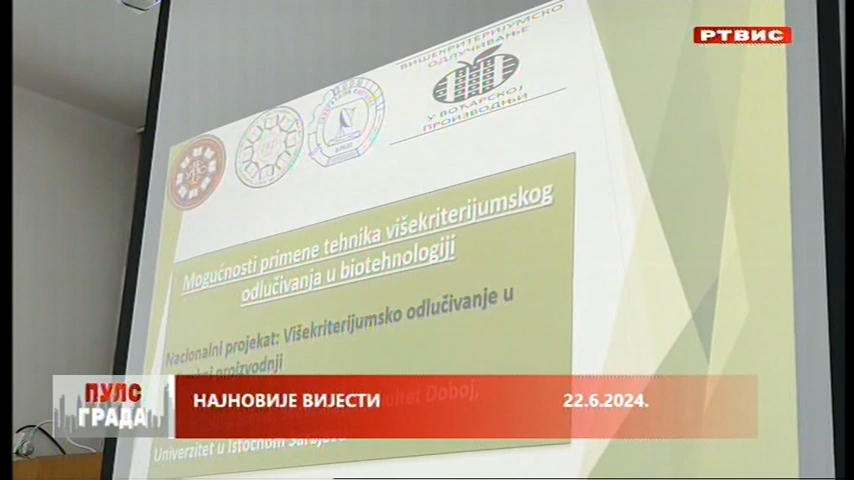 РТВИС
ВИШЕКРИТЕРИЈУМСКО
ОДЛУЧИВАЊЕ
У ВОЋАРСКОЈ
ПРОИЗВОДЊИ
Mogućnosti primene tehnika višekriterijumskog
odlučivanja u biotehnologiji
Nacionalni projekat: Višekriterijumsko odlučivanje u
proizvodnji
Doboj,
Univerzitet u Istočnom
ПУЛС
ГРАДА
НАЈНОВИЈЕ ВИЈЕСТИ 22.6.2024.